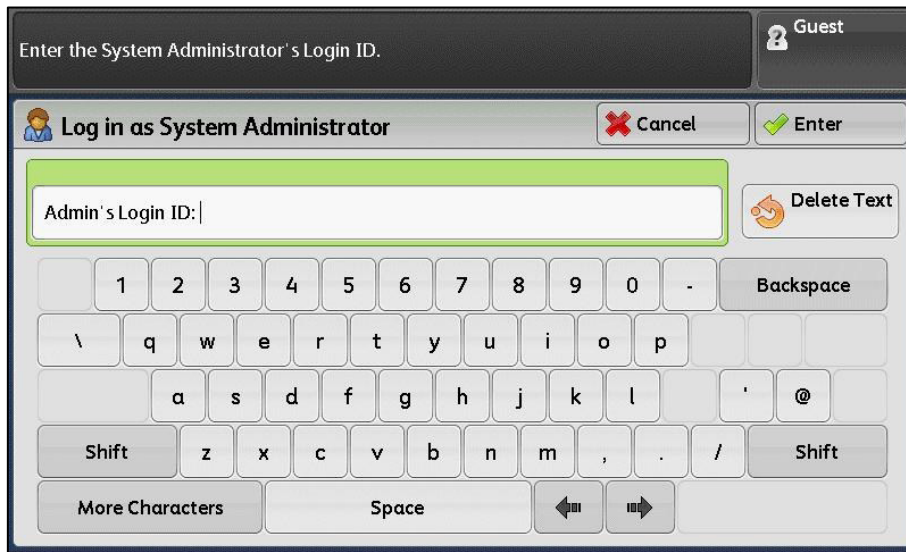 Enter the System Administrator's Login ID.
Guest
Log in as System Administrator
Cancel
Enter
Admin's Login ID:
Delete Text
1 2 3 4 5 6 7 8 9 0 - Backspace
\ q w e r t y u i o p
a s d f g h j k l ' @
Shift z x c v b n m , . / Shift
More Characters Space